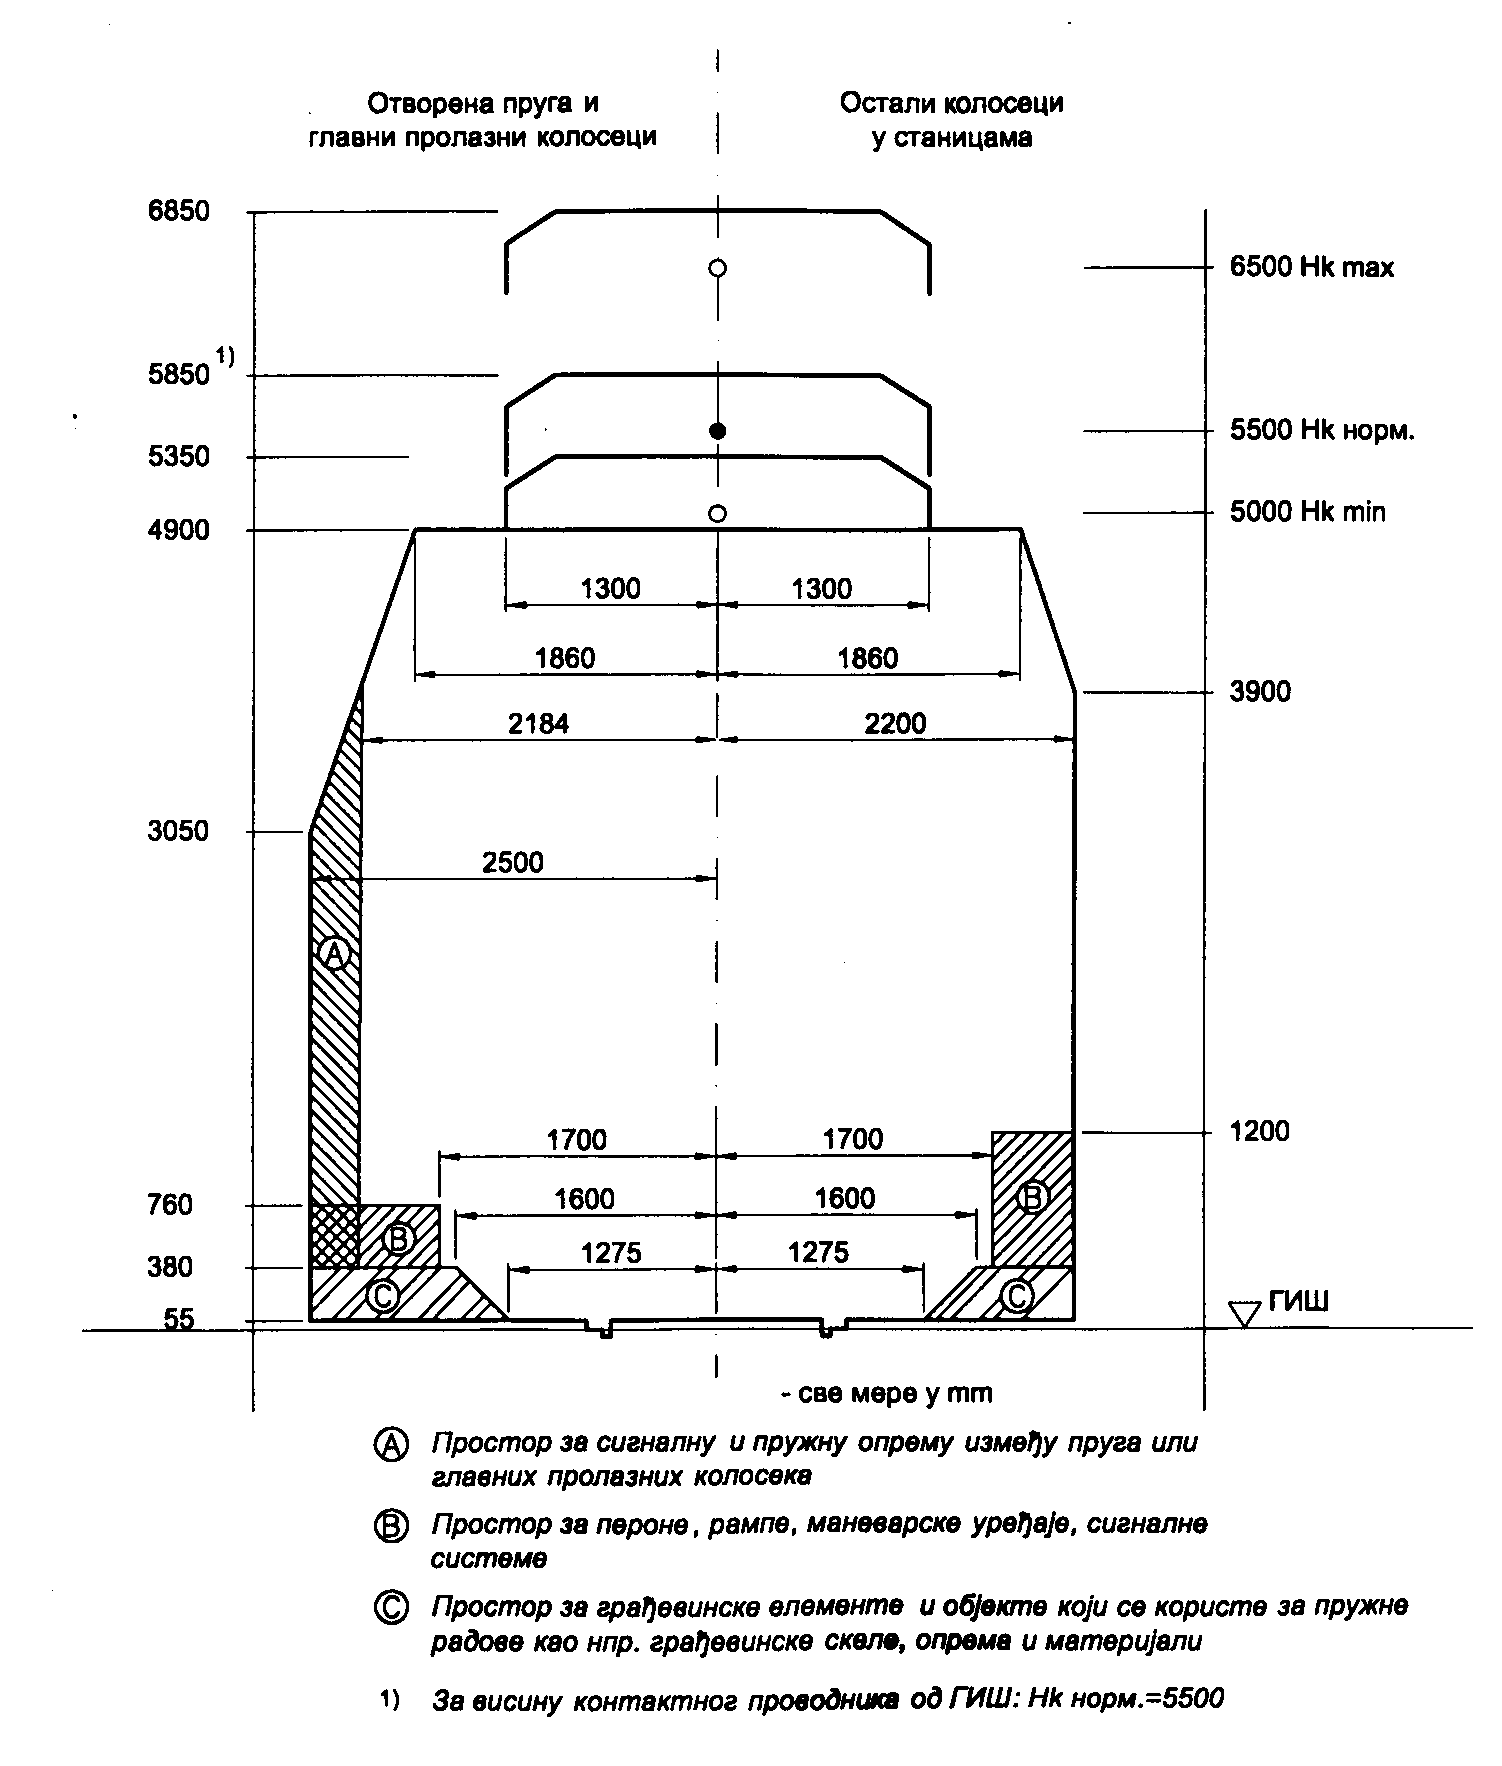 Отворена пруга и
главни пролазни колосеци
Остали колосеци
у станицама
6850
6500 Hk max
5850 1)
5500 Hk норм.
5350
5000 Hk min
4900
1300 1300
1860 1860
3900
2184 2200
3050
2500
A
1700 1700
1200
760
1600 1600
B
B
380
1275 1275
C
C
55
ГИШ
- све мере у mm
A Простор за сигналну и пружну опрему између пруга или
главних пролазних колосека
B Простор за пероне, рампе, маневарске уређаје, сигналне
системе
C Простор за грађевинске елементе и објекте који се користе за пружне
радове као нпр. грађевинске скеле, опрема и материјали
1) За висину контактног проводника од ГИШ: Hk норм.=5500